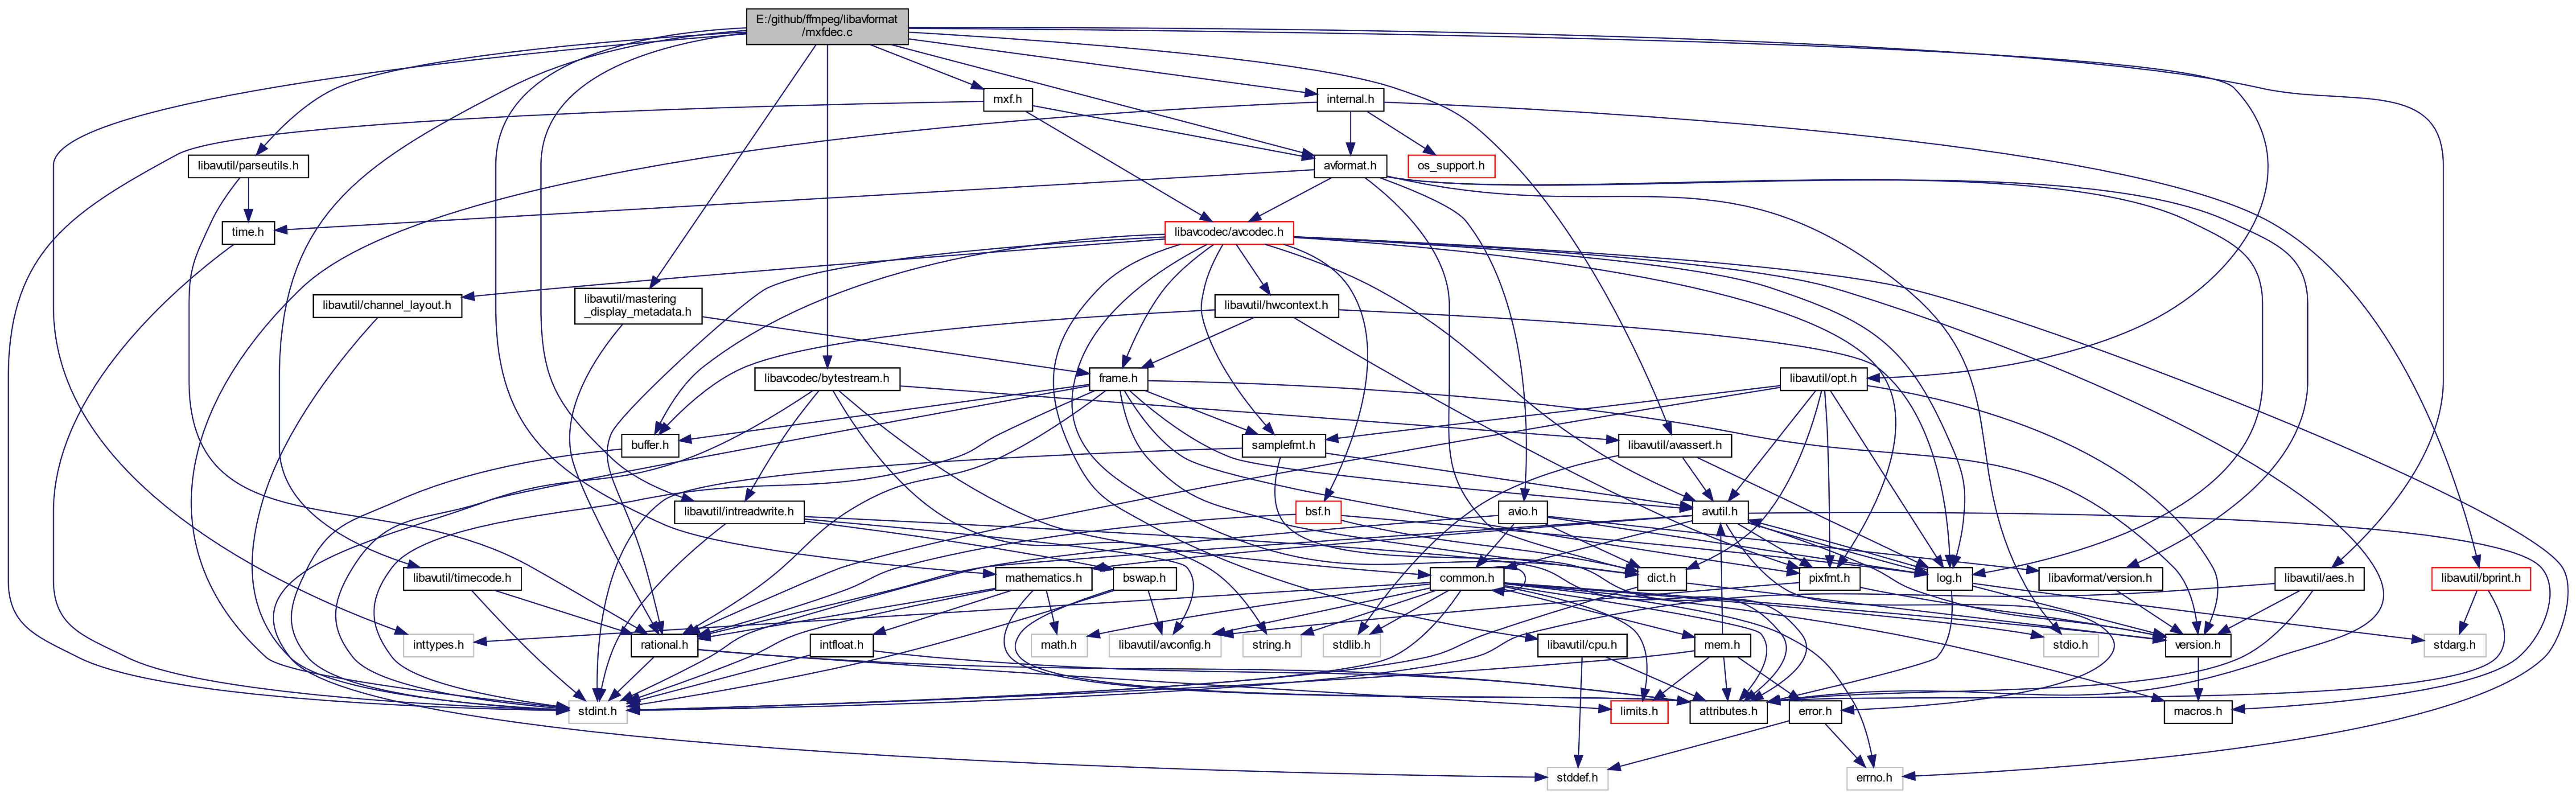 E:/github/ffmpeg/libavformat
/mxfdec.c
mxf.h
internal.h
libavutil/parseutils.h
avformat.h
os_support.h
time.h
libavcodec/avcodec.h
libavutil/channel_layout.h
libavutil/mastering
_display_metadata.h
libavutil/hwcontext.h
libavcodec/bytestream.h
frame.h
libavutil/opt.h
buffer.h
samplefmt.h
libavutil/avassert.h
libavutil/intreadwrite.h
bsf.h
avio.h
avutil.h
libavutil/timecode.h
mathematics.h
bswap.h
common.h
dict.h
pixfmt.h
log.h
libavformat/version.h
libavutil/aes.h
libavutil/bprint.h
inttypes.h
rational.h
intfloat.h
math.h
libavutil/avconfig.h
string.h
stdlib.h
libavutil/cpu.h
mem.h
stdio.h
version.h
stdarg.h
stdint.h
limits.h
attributes.h
error.h
macros.h
stddef.h
errno.h